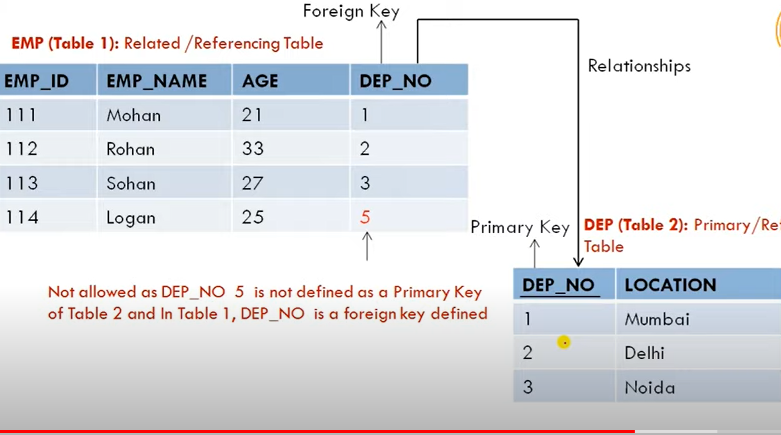 Foreign Key
EMP (Table 1): Related /Referencing Table
Relationships
EMP_ID EMP_NAME AGE DEP_NO
111 Mohan 21 1
112 Rohan 33 2
113 Sohan 27 3
114 Logan 25 5
Primary Key
DEP (Table 2): Primary/Ref
Table
Not allowed as DEP_NO 5 is not defined as a Primary Key
of Table 2 and In Table 1, DEP_NO is a foreign key defined
DEP_NO LOCATION
1 Mumbai
2 Delhi
3 Noida